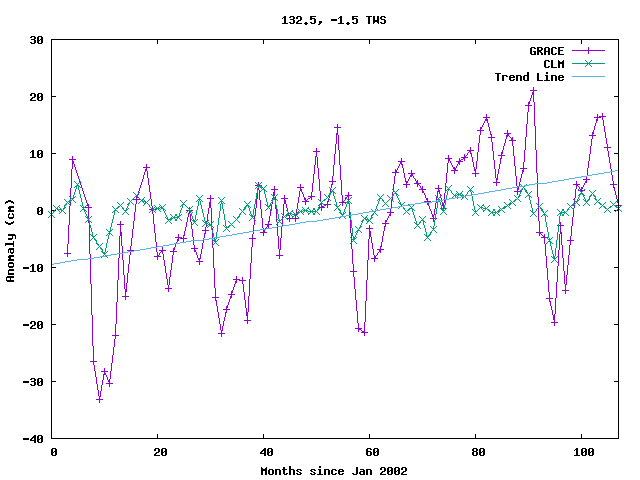 132.5, -1.5 TWS
GRACE
CLM
Trend Line
30
20
10
0
-10
-20
-30
-40
Anomaly (cm)
0 20 40 60 80 100
Months since Jan 2002